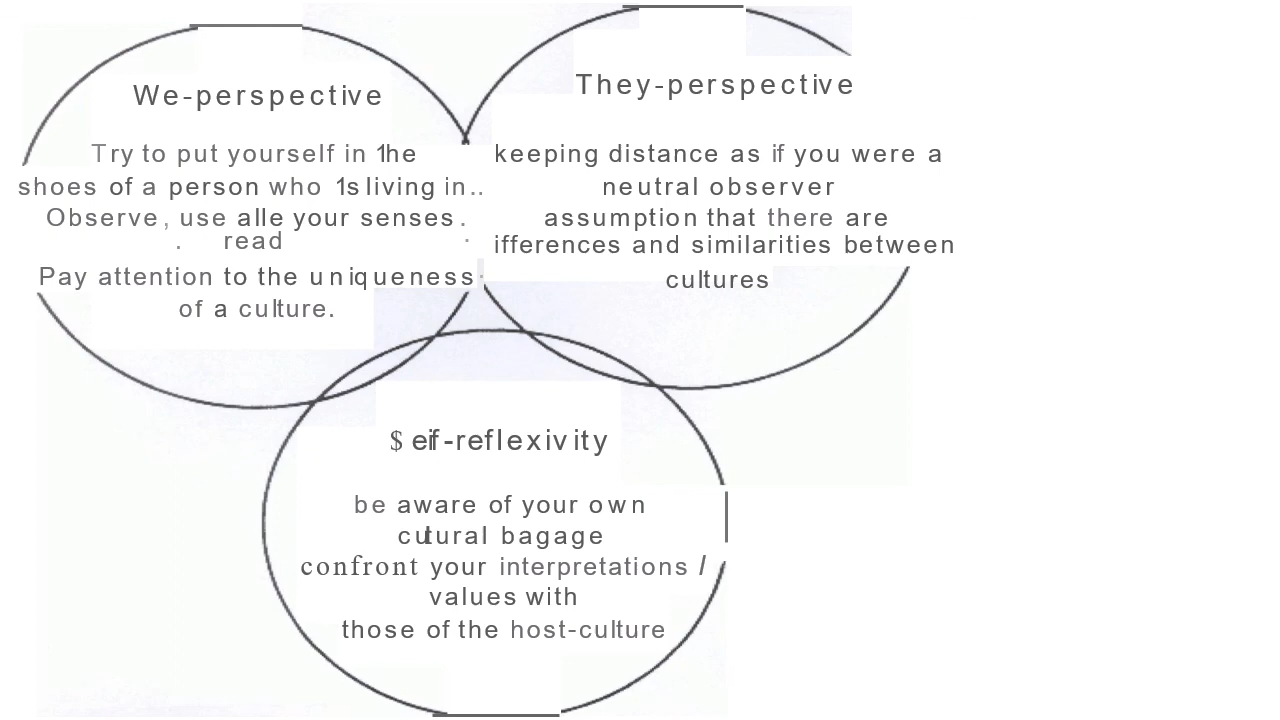 We-perspective
Try to put yourself in 1he
shoes of a person who 1s living in..
Observe, use alle your senses.
. read .
Pay attention to the uniqueness
of a culture.
They-perspective
keeping distance as if you were a
neutral observer
assumption that there are
ifferences and similarities between
cultures
$ eif-reflexivity
be aware of your own
cutural bagage
confront your interpretations /
values with
those of the host-culture